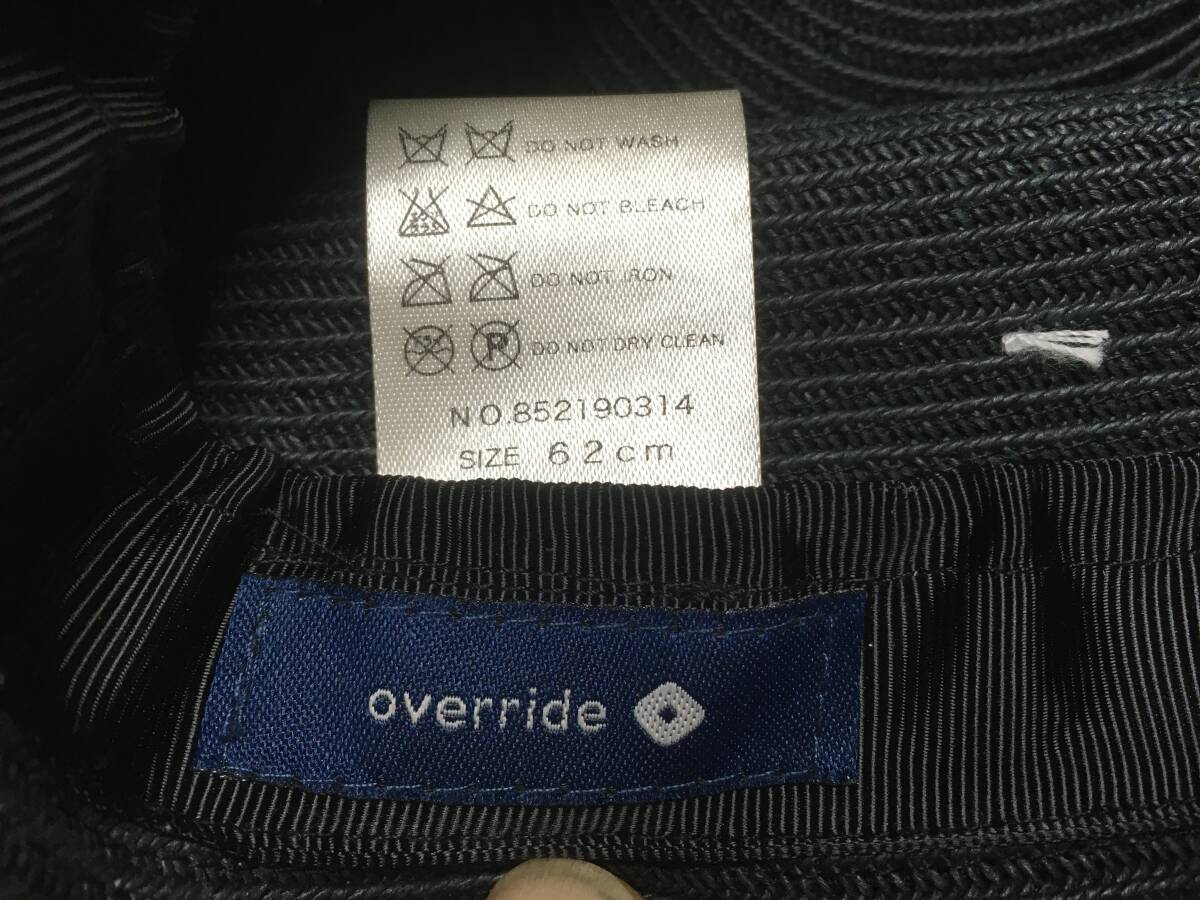 DO NOT WASH
DO NOT BLEACH
DO NOT IRON
P DO NOT DRY CLEAN
NO.852190314
SIZE 62cm
override